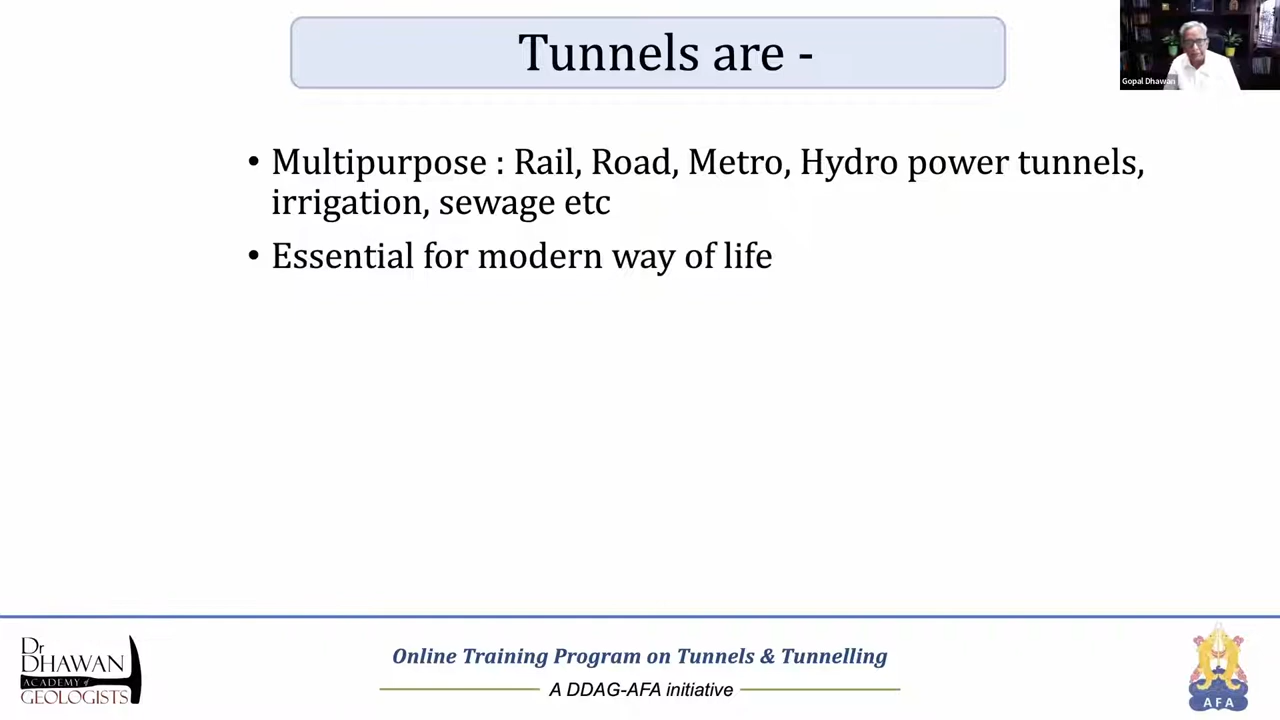 Tunnels are -
Gopal Dhawan
• Multipurpose : Rail, Road, Metro, Hydro power tunnels,
irrigation, sewage etc
• Essential for modern way of life
Dr
DHAWAN
ACADEMY of
GEOLOGISTS
Online Training Program on Tunnels & Tunnelling
A DDAG-AFA initiative
AFA